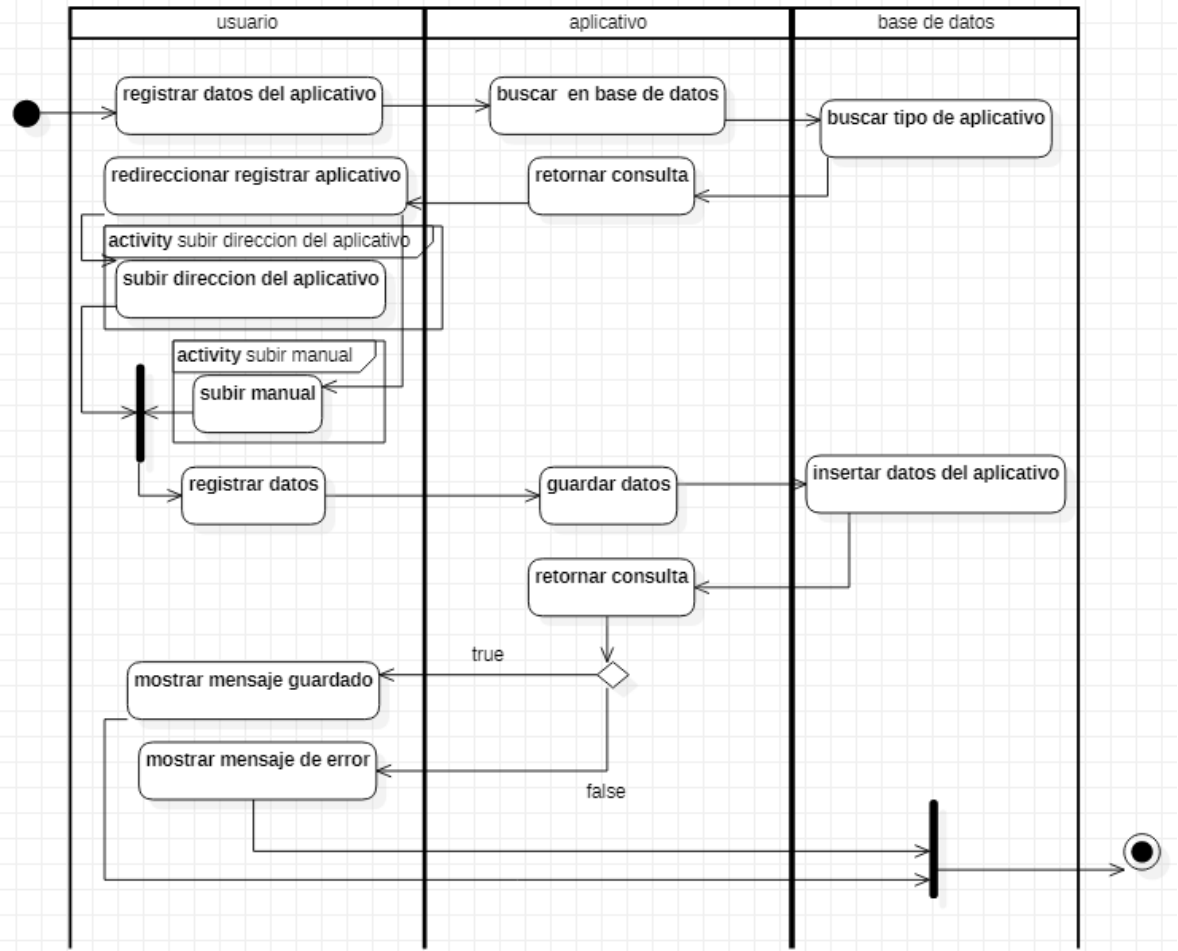 usuario
aplicativo
base de datos
registrar datos del aplicativo
buscar en base de datos
buscar tipo de aplicativo
redireccionar registrar aplicativo
retornar consulta
activity subir direccion del aplicativo
subir direccion del aplicativo
activity subir manual
subir manual
registrar datos
guardar datos
insertar datos del aplicativo
retornar consulta
true
mostrar mensaje guardado
mostrar mensaje de error
false